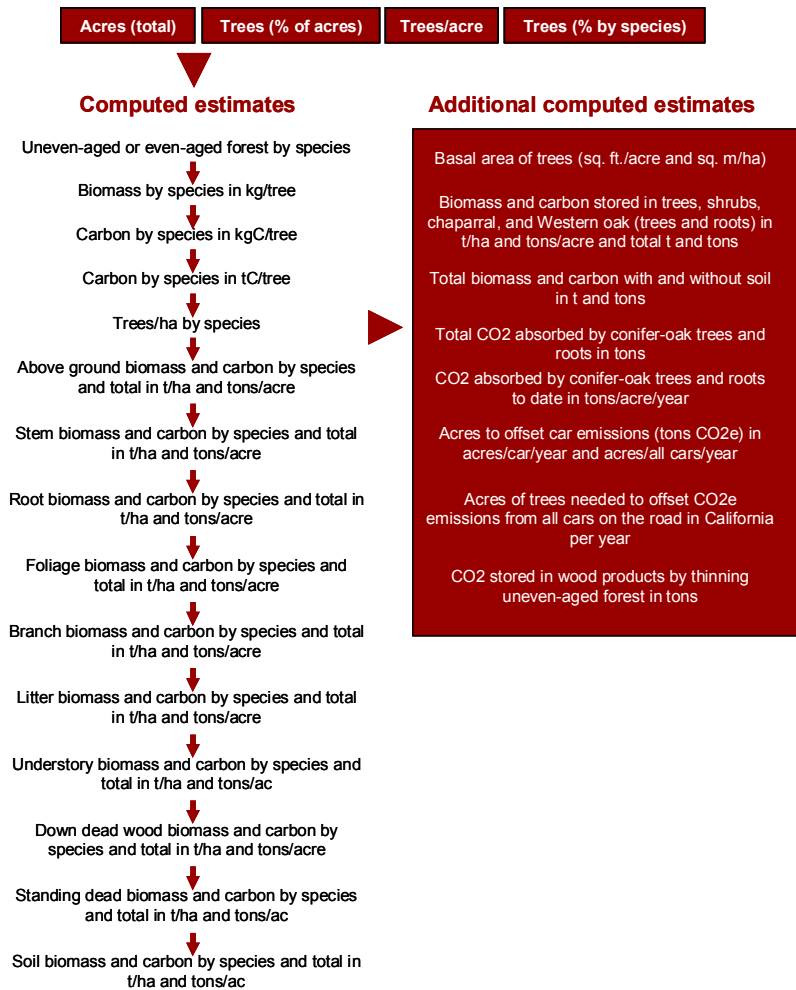 Acres (total)
Trees (% of acres)
Trees/acre
Trees (% by species)
Computed estimates
Uneven-aged or even-aged forest by species
Biomass by species in kg/tree
Carbon by species in kgC/tree
Carbon by species in tC/tree
Trees/ha by species
Above ground biomass and carbon by species
and total in t/ha and tons/acre
Stem biomass and carbon by species and total
in t/ha and tons/acre
Root biomass and carbon by species and total in
t/ha and tons/acre
Foliage biomass and carbon by species and
total in t/ha and tons/acre
Branch biomass and carbon by species and total
in t/ha and tons/acre
Litter biomass and carbon by species and total
in t/ha and tons/acre
Understory biomass and carbon by species and
total in t/ha and tons/ac
Down dead wood biomass and carbon by
species and total in t/ha and tons/acre
Standing dead biomass and carbon by species
and total in t/ha and tons/ac
Soil biomass and carbon by species and total in
t/ha and tons/ac
Additional computed estimates
Basal area of trees (sq. ft./acre and sq. m/ha)
Biomass and carbon stored in trees, shrubs,
chaparral, and Western oak (trees and roots) in
t/ha and tons/acre and total t and tons
Total biomass and carbon with and without soil
in t and tons
Total CO2 absorbed by conifer-oak trees and
roots in tons
CO2 absorbed by conifer-oak trees and roots
to date in tons/acre/year
Acres to offset car emissions (tons CO2e) in
acres/car/year and acres/all cars/year
Acres of trees needed to offset CO2e
emissions from all cars on the road in California
per year
CO2 stored in wood products by thinning
uneven-aged forest in tons